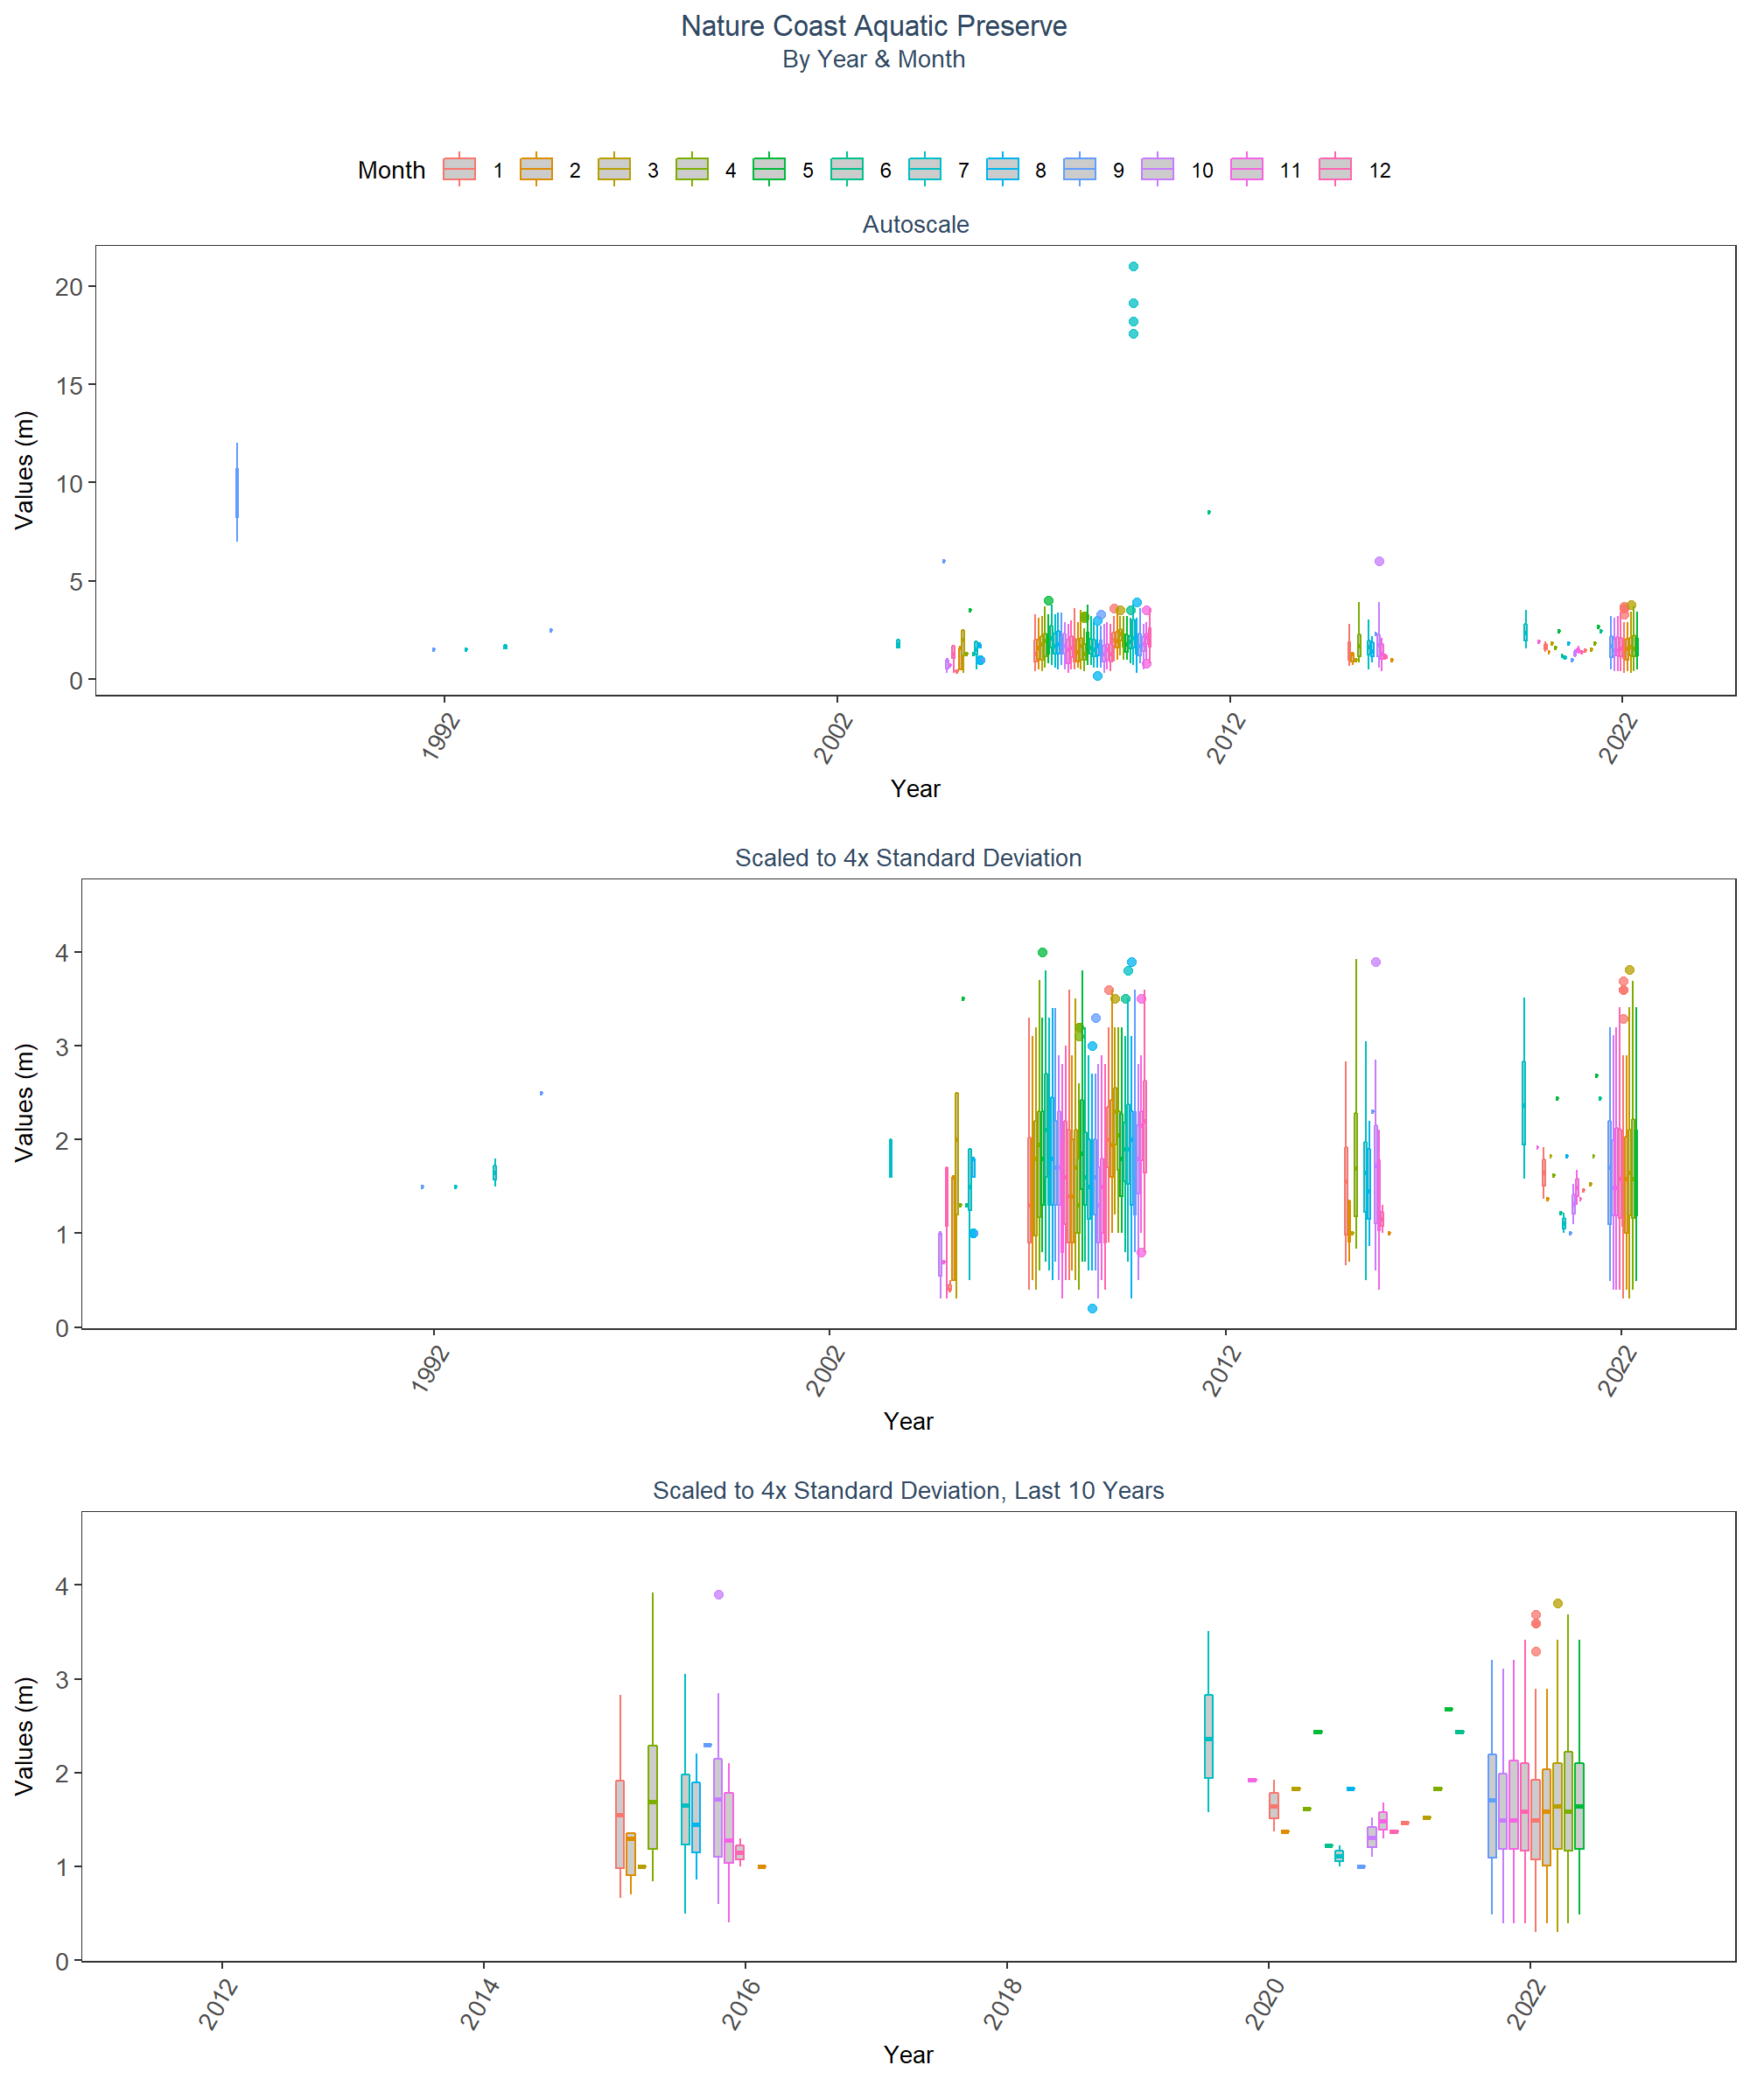 Nature Coast Aquatic Preserve
By Year & Month
Month 1 2 3 4 5 6 7 8 9 10 11 12
Autoscale
Values (m)
20
15
10
5
0
1992 2002 2012 2022
Year
Scaled to 4x Standard Deviation
Values (m)
4
3
2
1
0
1992 2002 2012 2022
Year
Scaled to 4x Standard Deviation, Last 10 Years
Values (m)
4
3
2
1
0
2012 2014 2016 2018 2020 2022
Year